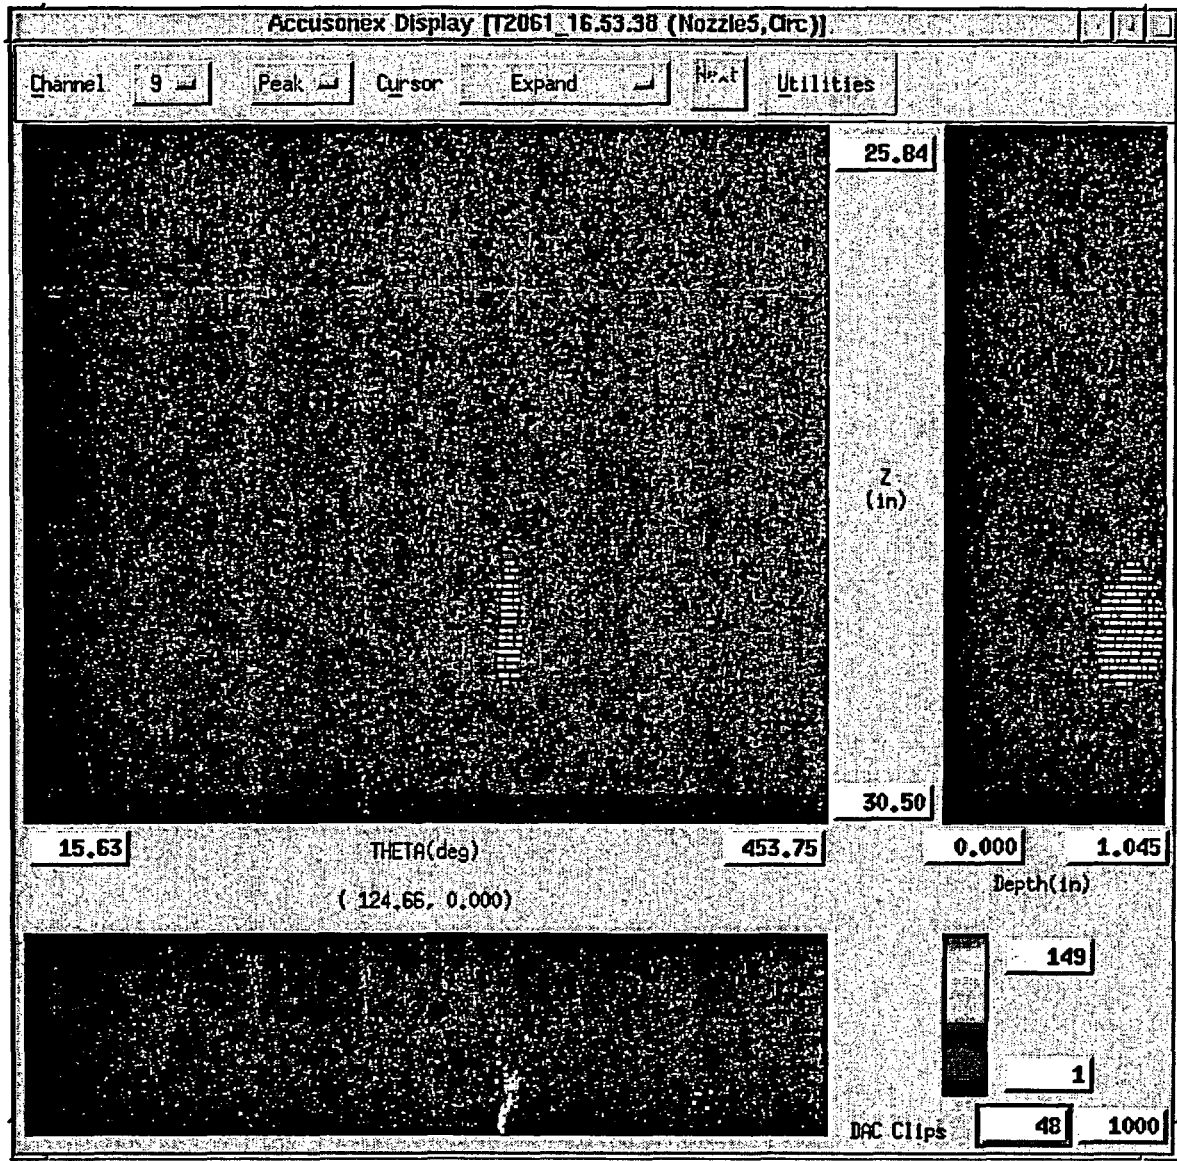 Accusonex Display [T2061_16.53.38 (Nozzle5,Circ)]
Channel 9 Peak Cursor Expand Next Utilities
25.84
Z
(in)
30.50
15.63 THETA(deg) 453.75 0.000 1.045
Depth(in)
( 124.66, 0.000)
149
1
DAC Clips 48 1000